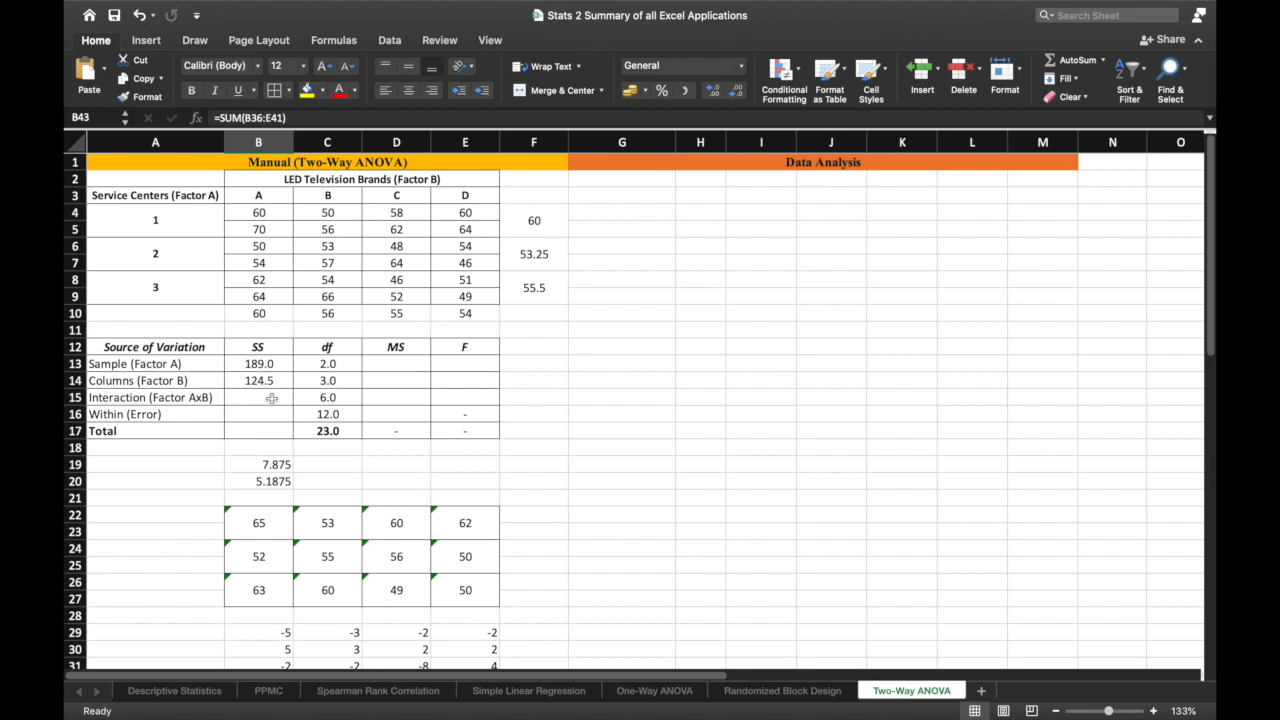 Stats 2 Summary of all Excel Applications
Search Sheet
Home Insert Draw Page Layout Formulas Data Review View
Share
Paste
Cut
Copy
Format
Calibri (Body) 12
A A
B I U A
Wrap Text
Merge & Center
General
%
Conditional Formatting
Format as Table
Cell Styles
Insert
Delete
Format
AutoSum
Fill
Clear
Sort & Filter
Find & Select
B43 fx =SUM(B36:E41)
A B C D E F G H I J K L M N O
1 Manual (Two-Way ANOVA) Data Analysis
2 LED Television Brands (Factor B)
3 Service Centers (Factor A) A B C D
4 1 60 50 58 60 60
5 70 56 62 64
6 2 50 53 48 54 53.25
7 54 57 64 46
8 3 62 54 46 51 55.5
9 64 66 52 49
10 60 56 55 54
11
12 Source of Variation SS df MS F
13 Sample (Factor A) 189.0 2.0
14 Columns (Factor B) 124.5 3.0
15 Interaction (Factor AxB) 6.0
16 Within (Error) 12.0 -
17 Total 23.0 - -
18
19 7.875
20 5.1875
21
22 65 53 60 62
23
24 52 55 56 50
25
26 63 60 49 50
27
28
29 -5 -3 -2 -2
30 5 3 2 2
31 -2 -2 -8 4
Descriptive Statistics PPMC Spearman Rank Correlation Simple Linear Regression One-Way ANOVA Randomized Block Design Two-Way ANOVA +
Ready 133%